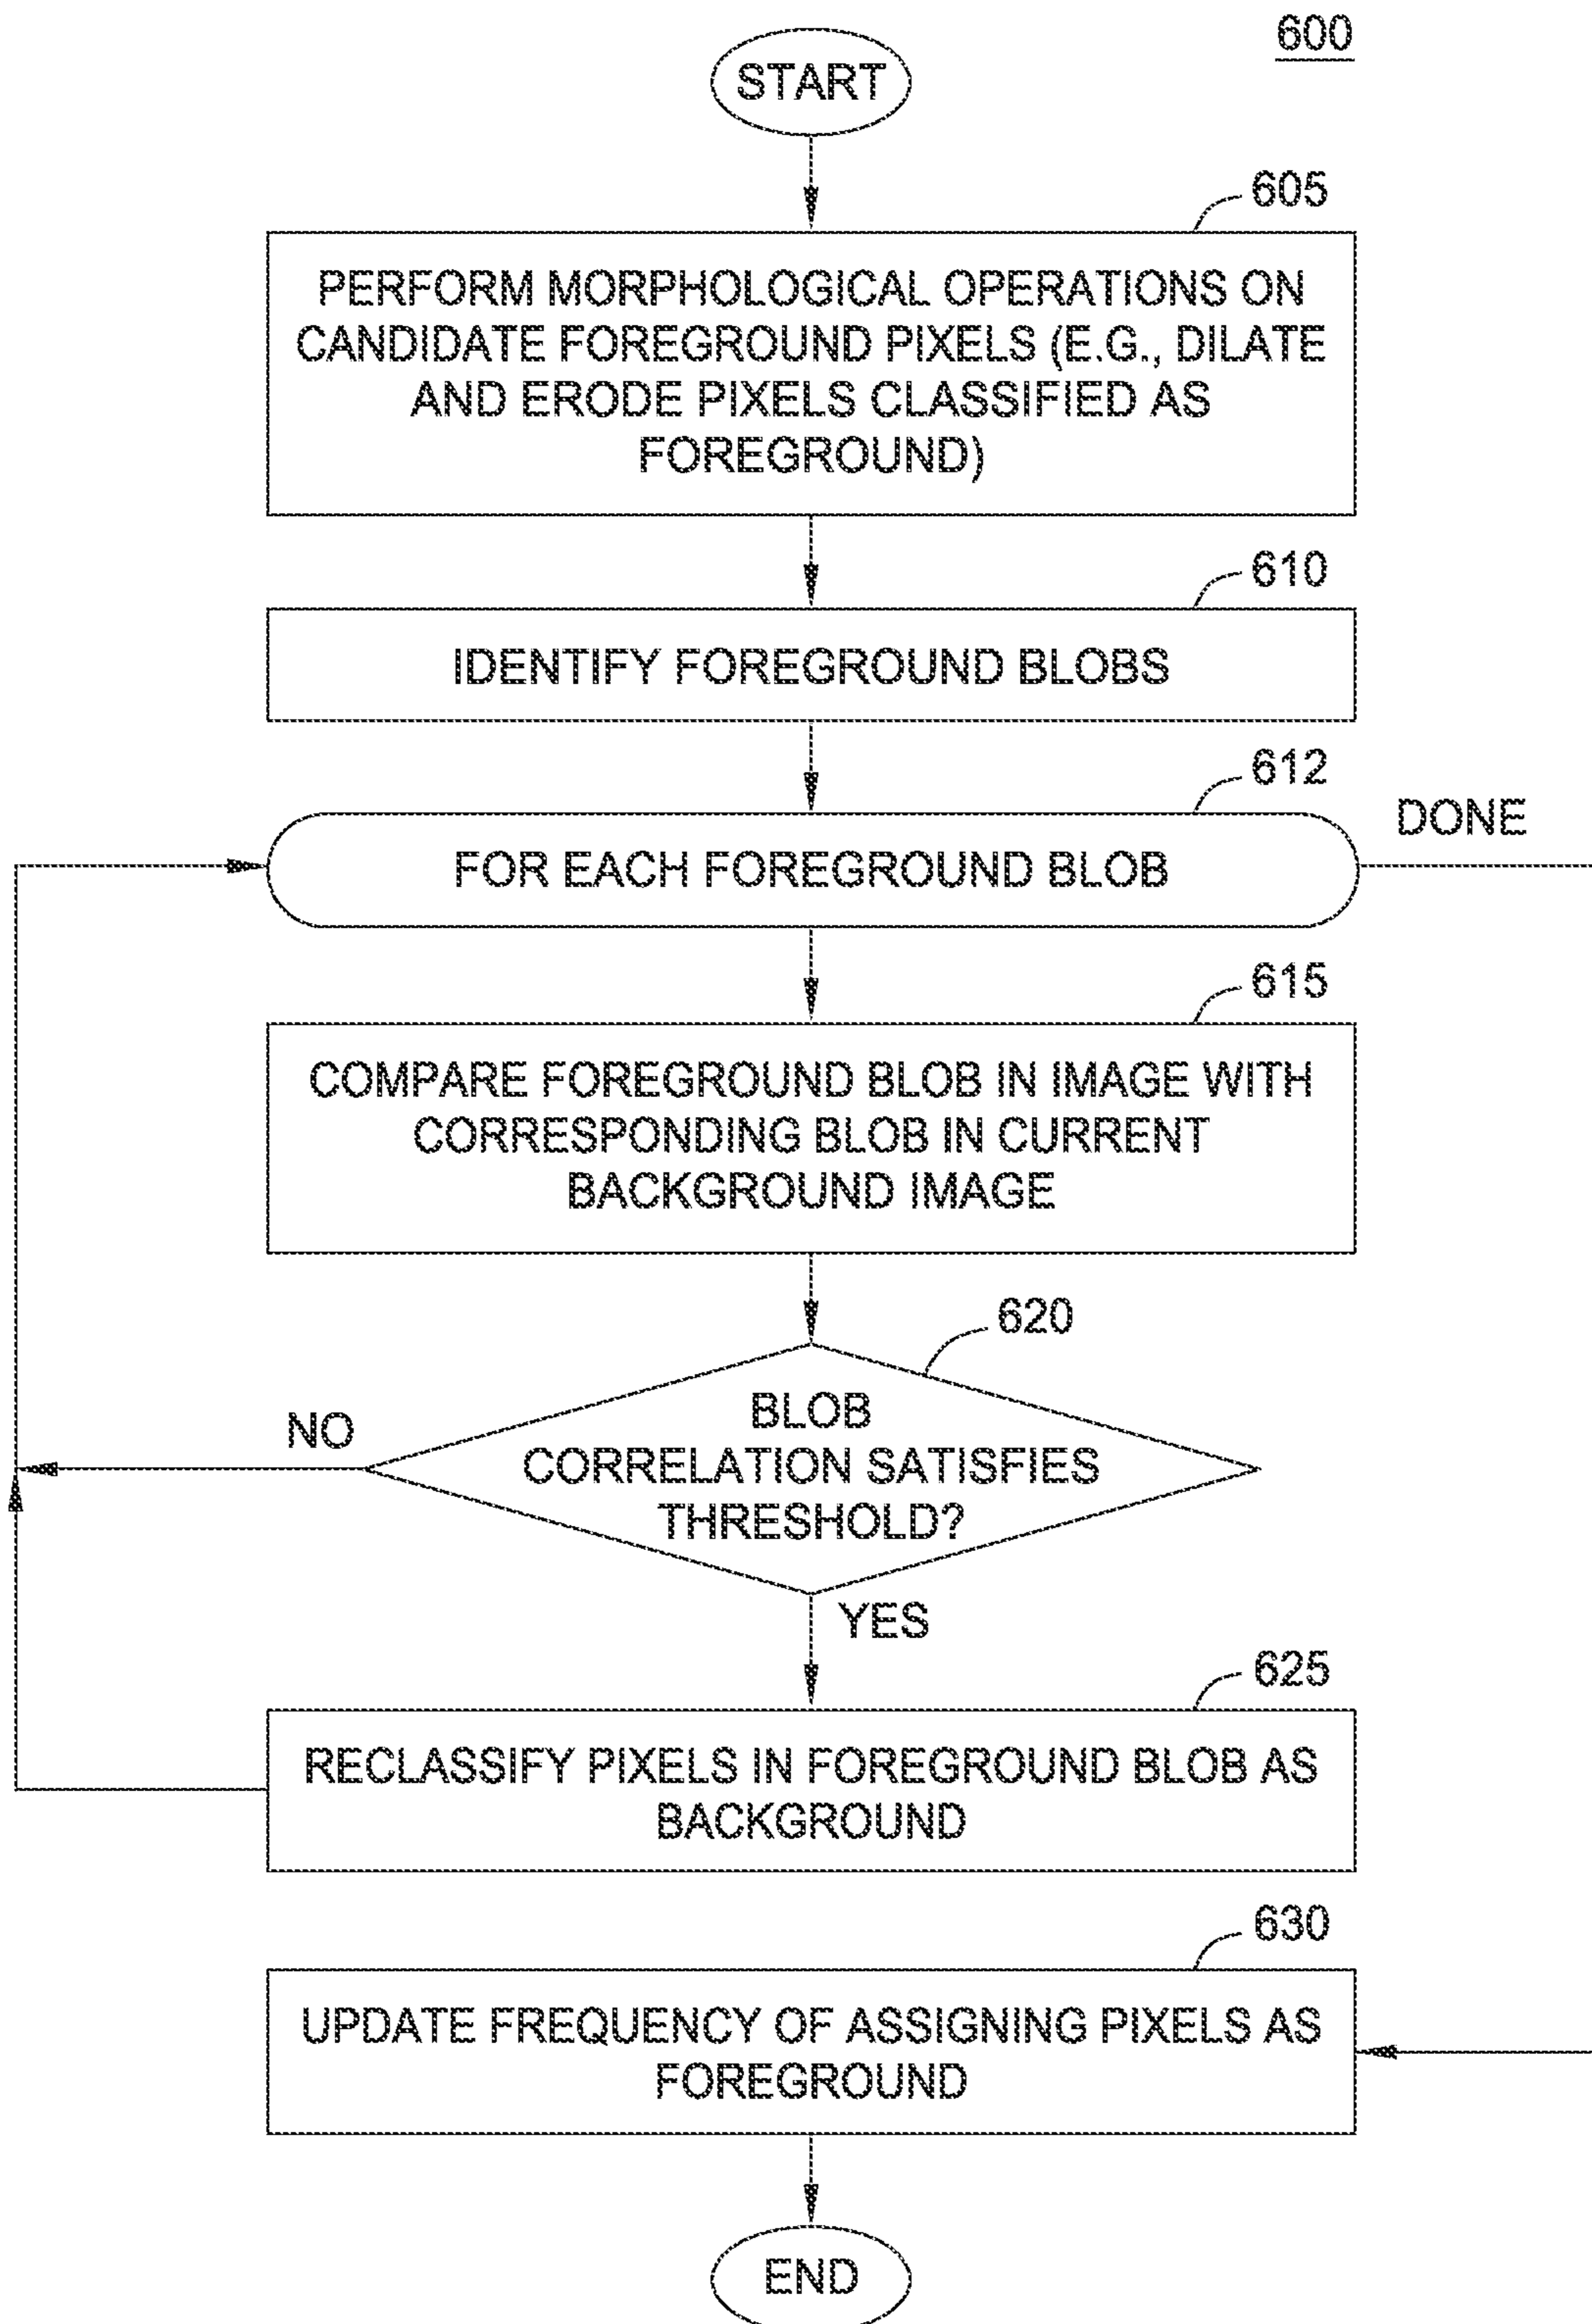 600
START
605
PERFORM MORPHOLOGICAL OPERATIONS ON
CANDIDATE FOREGROUND PIXELS (E.G., DILATE
AND ERODE PIXELS CLASSIFIED AS
FOREGROUND)
610
IDENTIFY FOREGROUND BLOBS
612
FOR EACH FOREGROUND BLOB
DONE
615
COMPARE FOREGROUND BLOB IN IMAGE WITH
CORRESPONDING BLOB IN CURRENT
BACKGROUND IMAGE
620
BLOB
CORRELATION SATISFIES
THRESHOLD?
NO
YES
625
RECLASSIFY PIXELS IN FOREGROUND BLOB AS
BACKGROUND
630
UPDATE FREQUENCY OF ASSIGNING PIXELS AS
FOREGROUND
END